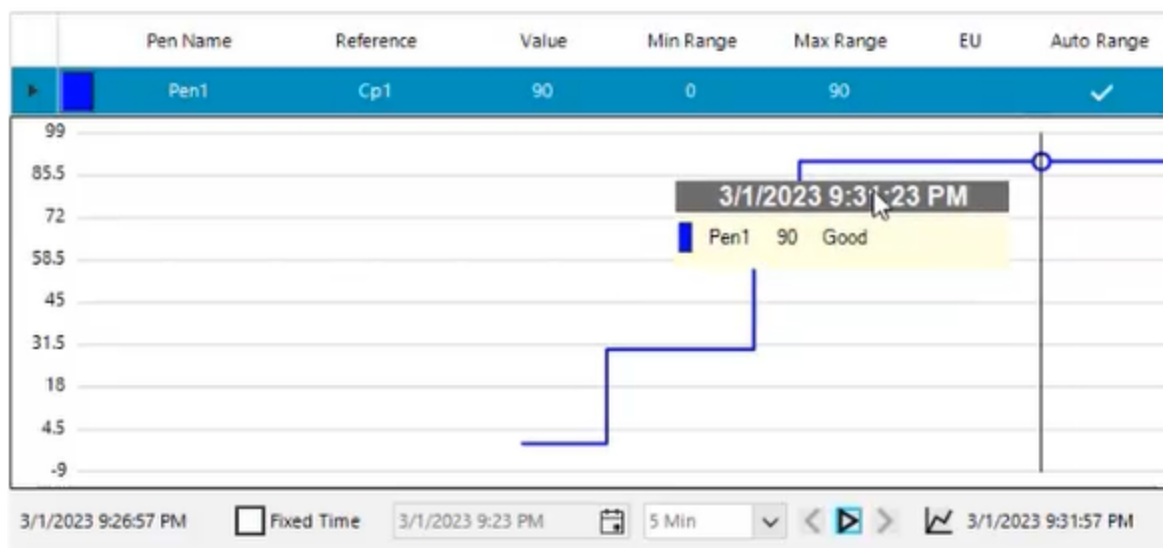 Pen Name Reference Value Min Range Max Range EU Auto Range
Pen1 Cp1 90 0 90
99
85.5
3/1/2023 9:31:23 PM
72
Pen1 90 Good
58.5
45
31.5
18
4.5
-9
3/1/2023 9:26:57 PM Fixed Time 3/1/2023 9:23 PM 5 Min 3/1/2023 9:31:57 PM